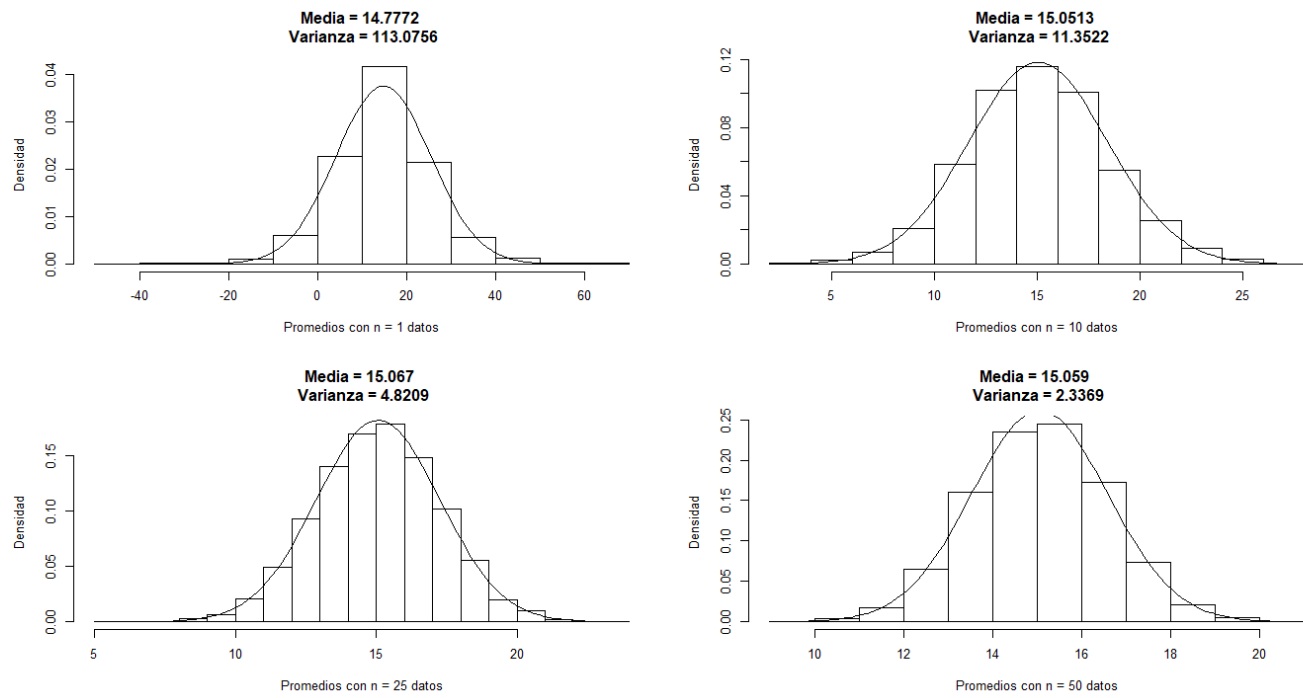 Media = 14.7772
Varianza = 113.0756
Densidad
0.00
0.01
0.02
0.03
0.04
-40
-20
0
20
40
60
Promedios con n = 1 datos
Media = 15.0513
Varianza = 11.3522
Densidad
0.00
0.04
0.08
0.12
5
10
15
20
25
Promedios con n = 10 datos
Media = 15.067
Varianza = 4.8209
Densidad
0.00
0.05
0.10
0.15
5
10
15
20
Promedios con n = 25 datos
Media = 15.059
Varianza = 2.3369
Densidad
0.00
0.05
0.10
0.15
0.20
0.25
10
12
14
16
18
20
Promedios con n = 50 datos